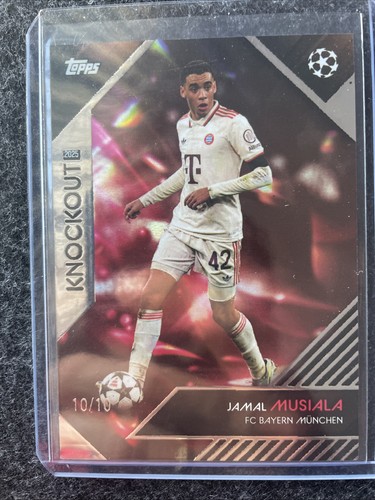 Topps
KNOCKOUT 2025
T
42
10/10
JAMAL MUSIALA
FC BAYERN MÜNCHEN